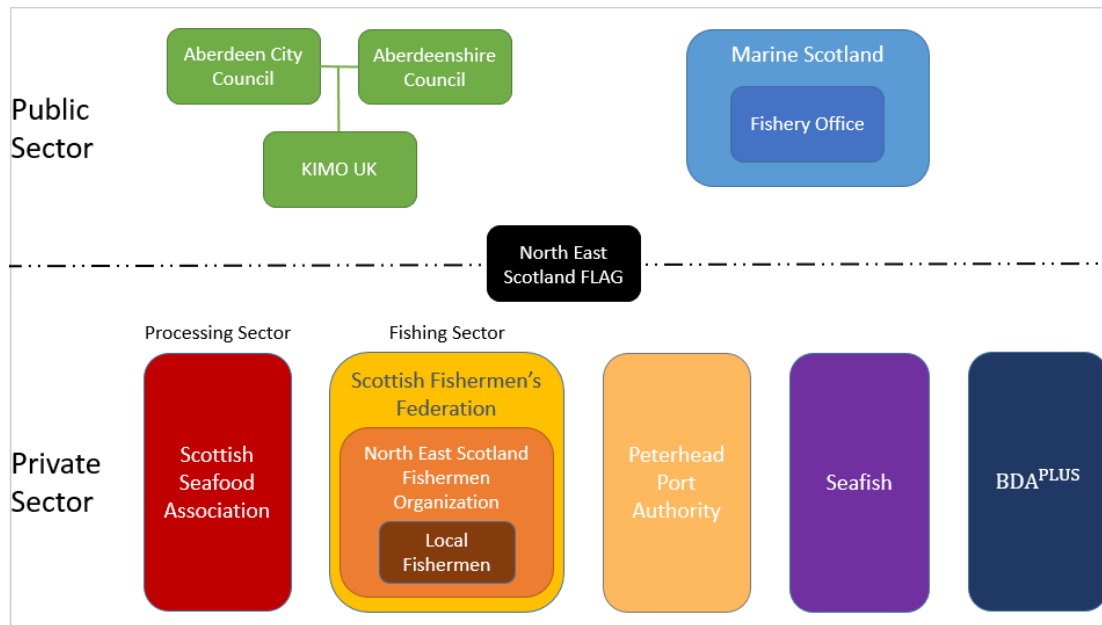 Public
Sector
Aberdeen City
Council
Aberdeenshire
Council
KIMO UK
Marine Scotland
Fishery Office
North East
Scotland FLAG
Private
Sector
Processing Sector
Scottish
Seafood
Association
Fishing Sector
Scottish Fishermen’s
Federation
North East Scotland
Fishermen
Organization
Local
Fishermen
Peterhead
Port
Authority
Seafish
BDAPLUS